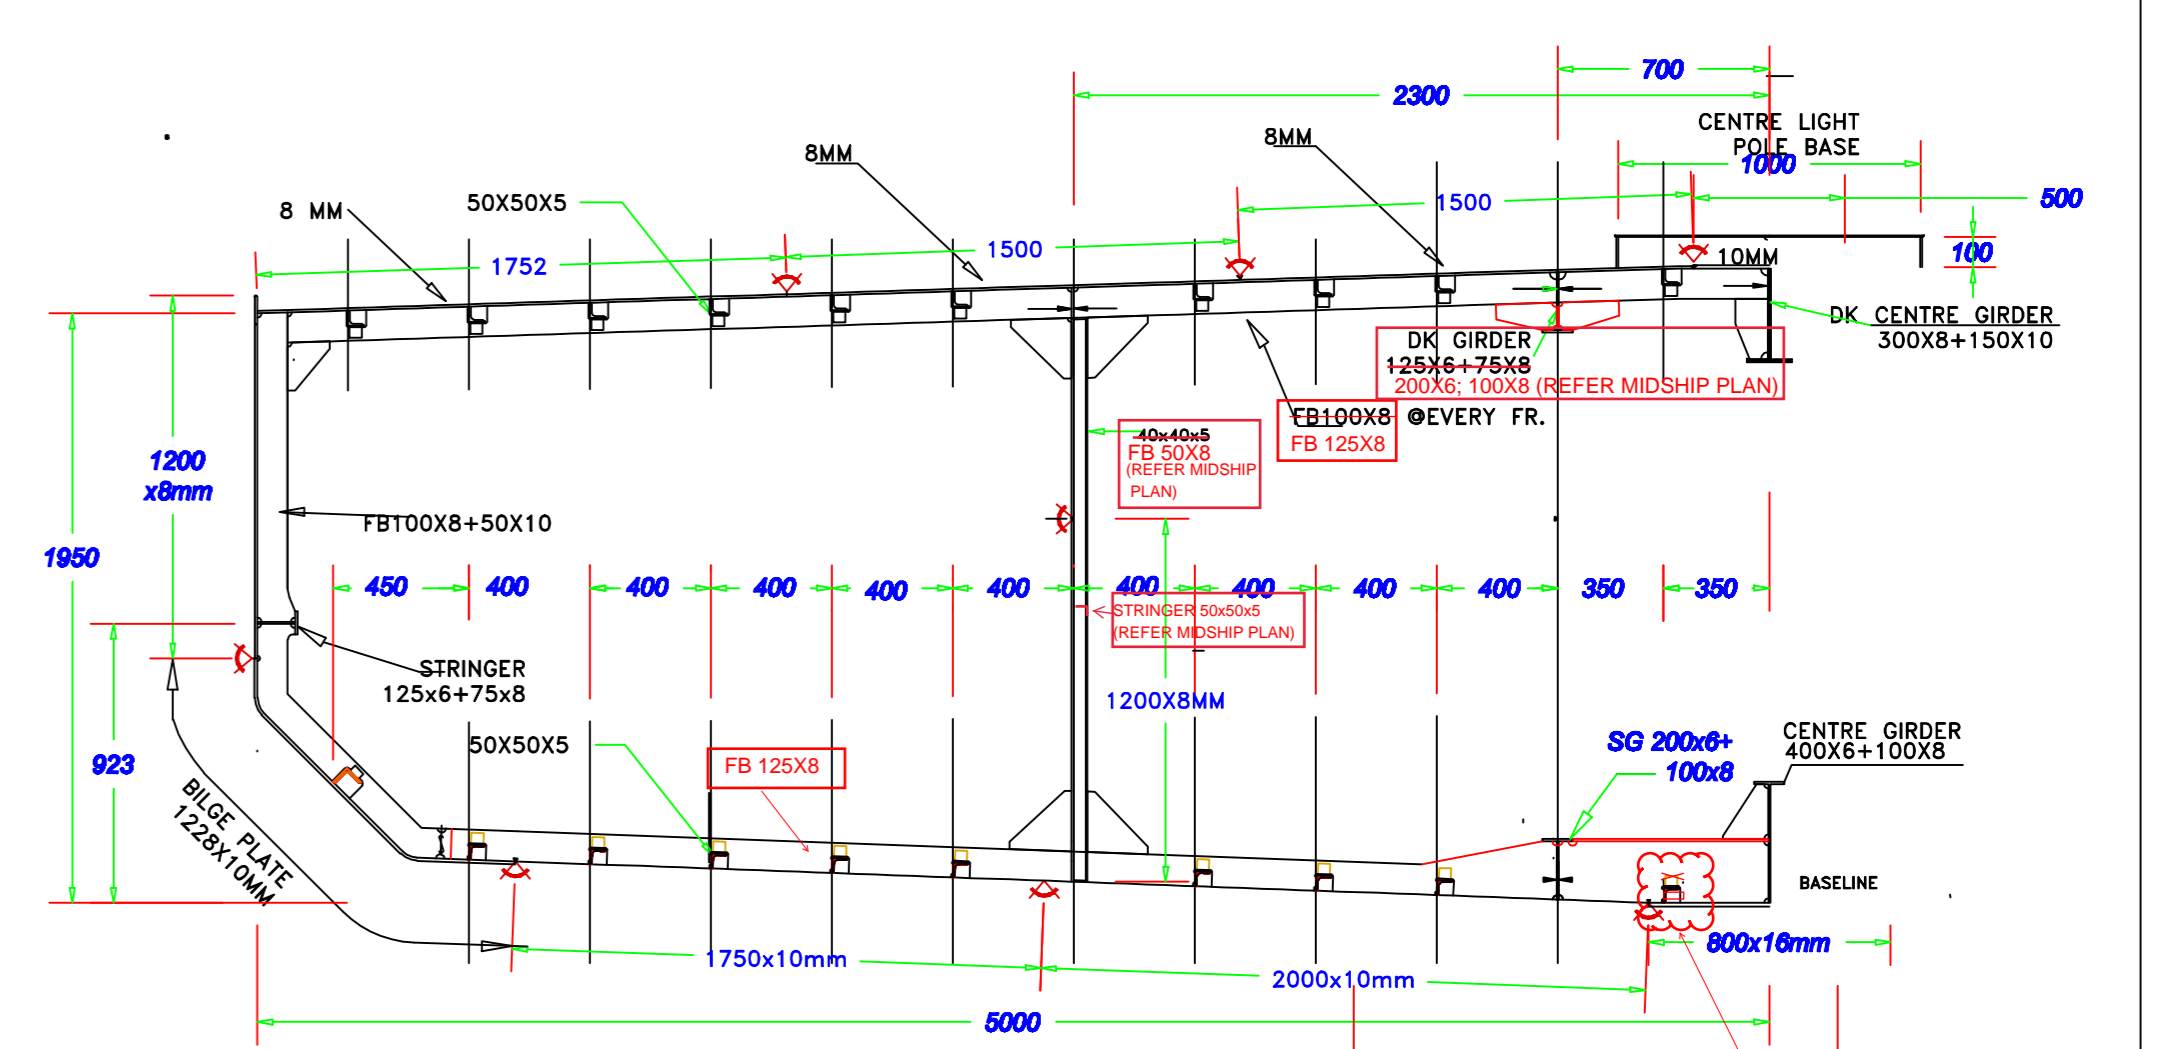 700
2300
CENTRE LIGHT
POLE BASE
1000
8MM
8MM
500
50X50X5
1500
8 MM
1500
100
10MM
1752
DK CENTRE GIRDER
300X8+150X10
DK GIRDER
125X6+75X8
200X6; 100X8 (REFER MIDSHIP PLAN)
FB100X8 @EVERY FR.
FB 125X8
40x40x5
FB 50X8
(REFER MIDSHIP
PLAN)
1200
x8mm
FB100X8+50X10
1950
450
400
400
400
400
400
400
400
400
400
350
350
STRINGER 50x50x5
(REFER MIDSHIP PLAN)
STRINGER
125x6+75x8
1200X8MM
50X50X5
FB 125X8
SG 200x6+
100x8
CENTRE GIRDER
400X6+100X8
923
BILGE PLATE
1228X10MM
BASELINE
1750x10mm
800x16mm
2000x10mm
5000